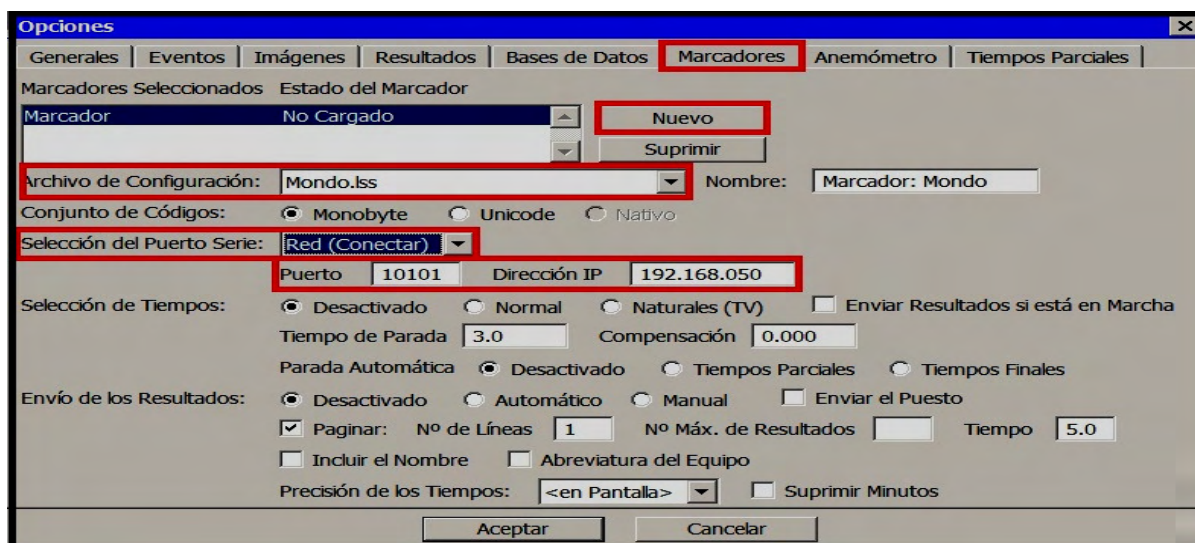 Opciones
Generales Eventos Imágenes Resultados Bases de Datos Marcadores Anemómetro Tiempos Parciales
Marcadores Seleccionados Estado del Marcador
Marcador No Cargado
Nuevo
Suprimir
Archivo de Configuración: Mondo.lss Nombre: Marcador: Mondo
Conjunto de Códigos: Monobyte Unicode Nativo
Selección del Puerto Serie: Red (Conectar)
Puerto 10101 Dirección IP 192.168.050
Selección de Tiempos: Desactivado Normal Naturales (TV) Enviar Resultados si está en Marcha
Tiempo de Parada 3.0 Compensación 0.000
Parada Automática Desactivado Tiempos Parciales Tiempos Finales
Envío de los Resultados: Desactivado Automático Manual Enviar el Puesto
Paginar: Nº de Líneas 1 Nº Máx. de Resultados Tiempo 5.0
Incluir el Nombre Abreviatura del Equipo
Precisión de los Tiempos: <en Pantalla> Suprimir Minutos
Aceptar Cancelar